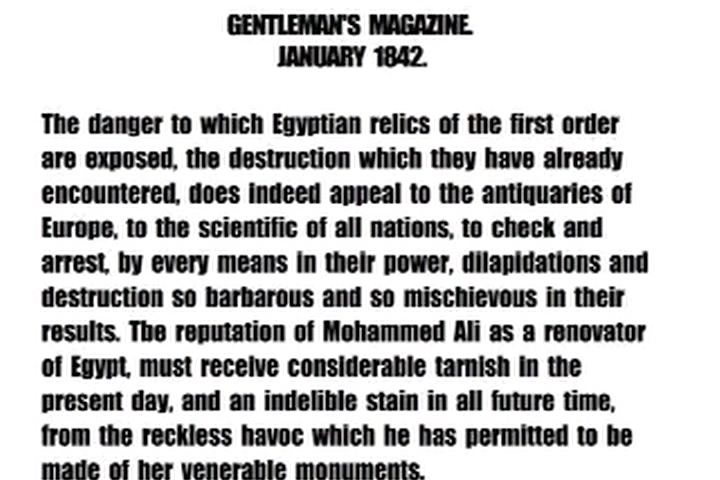 GENTLEMAN'S MAGAZINE.
JANUARY 1842.
The danger to which Egyptian relics of the first order
are exposed, the destruction which they have already
encountered, does indeed appeal to the antiquaries of
Europe, to the scientific of all nations, to check and
arrest, by every means in their power, dilapidations and
destruction so barbarous and so mischievous in their
results. The reputation of Mohammed Ali as a renovator
of Egypt, must receive considerable tarnish in the
present day, and an indelible stain in all future time,
from the reckless havoc which he has permitted to be
made of her venerable monuments.